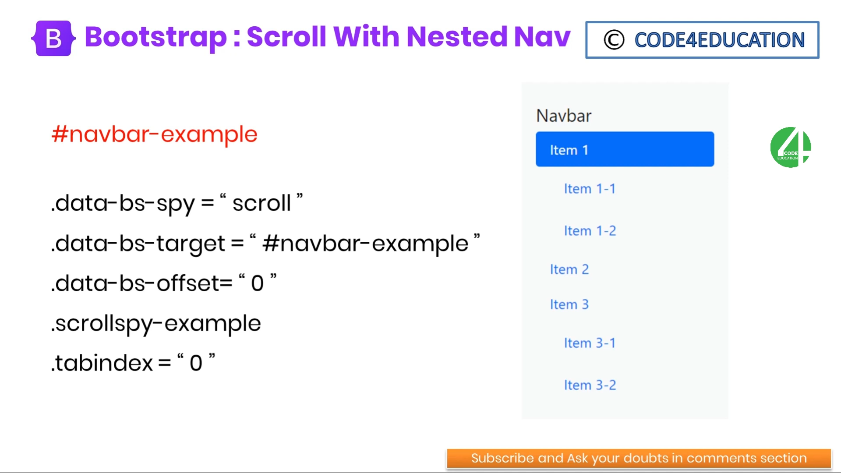 B Bootstrap : Scroll With Nested Nav
© CODE4EDUCATION
#navbar-example
.data-bs-spy = “ scroll ”
.data-bs-target = “ #navbar-example ”
.data-bs-offset= “ 0 ”
.scrollspy-example
.tabindex = “ 0 ”
Navbar
Item 1
Item 1-1
Item 1-2
Item 2
Item 3
Item 3-1
Item 3-2
4
CODE
Subscribe and Ask your doubts in comments section